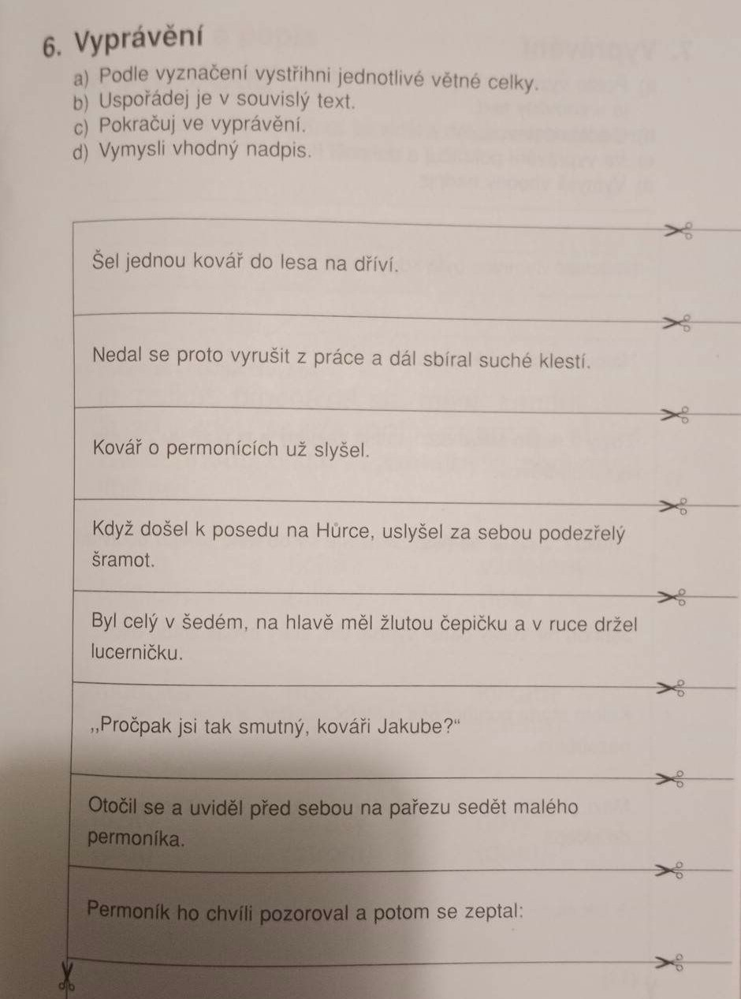 6. Vyprávění
a) Podle vyznačení vystřihni jednotlivé větné celky.
b) Uspořádej je v souvislý text.
c) Pokračuj ve vyprávění.
d) Vymysli vhodný nadpis.
Šel jednou kovář do lesa na dříví.
Nedal se proto vyrušit z práce a dál sbíral suché klestí.
Kovář o permonících už slyšel.
Když došel k posedu na Hůrce, uslyšel za sebou podezřelý
šramot.
Byl celý v šedém, na hlavě měl žlutou čepičku a v ruce držel
lucerničku.
,,Pročpak jsi tak smutný, kováři Jakube?“
Otočil se a uviděl před sebou na pařezu sedět malého
permoníka.
Permoník ho chvíli pozoroval a potom se zeptal: